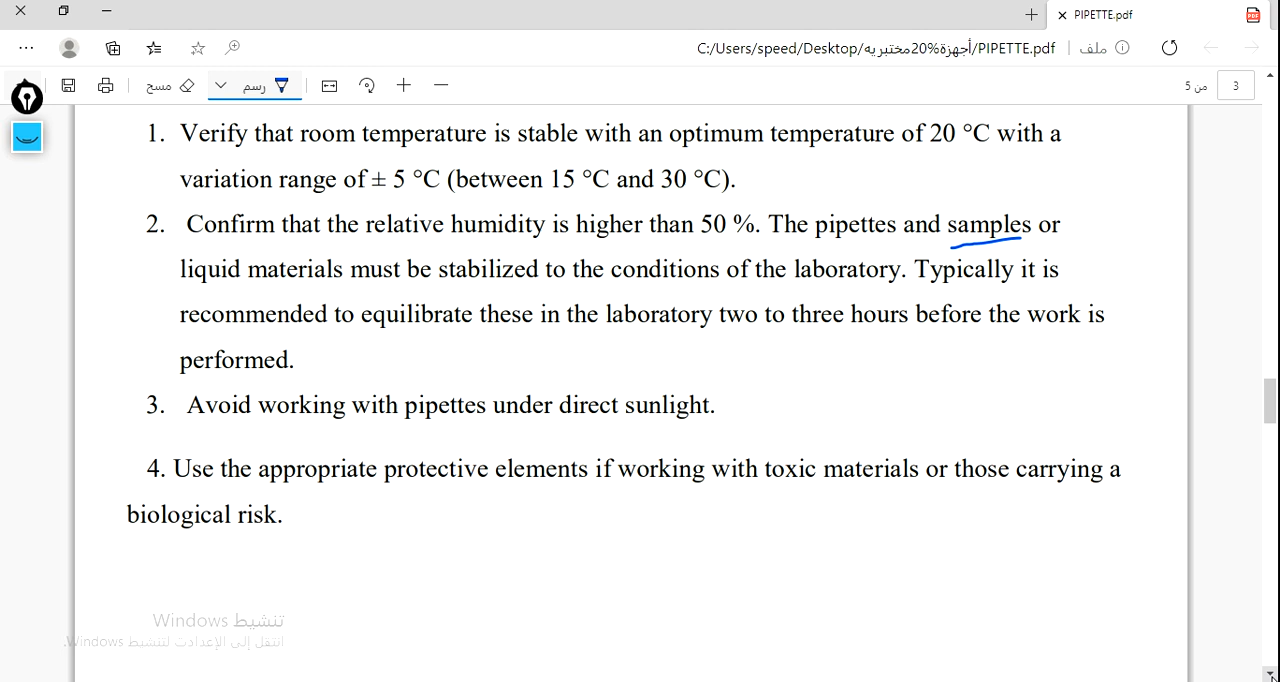 PIPETTE.pdf
C:/Users/speed/Desktop/أجهزة%20مختبريه/PIPETTE.pdf
ملف
مسح
رسم
3
من 5
1. Verify that room temperature is stable with an optimum temperature of 20 °C with a
variation range of ± 5 °C (between 15 °C and 30 °C).
2. Confirm that the relative humidity is higher than 50 %. The pipettes and samples or
liquid materials must be stabilized to the conditions of the laboratory. Typically it is
recommended to equilibrate these in the laboratory two to three hours before the work is
performed.
3. Avoid working with pipettes under direct sunlight.
4. Use the appropriate protective elements if working with toxic materials or those carrying a
biological risk.
تنشيط Windows
انتقل إلى الإعدادت لتنشيط Windows.